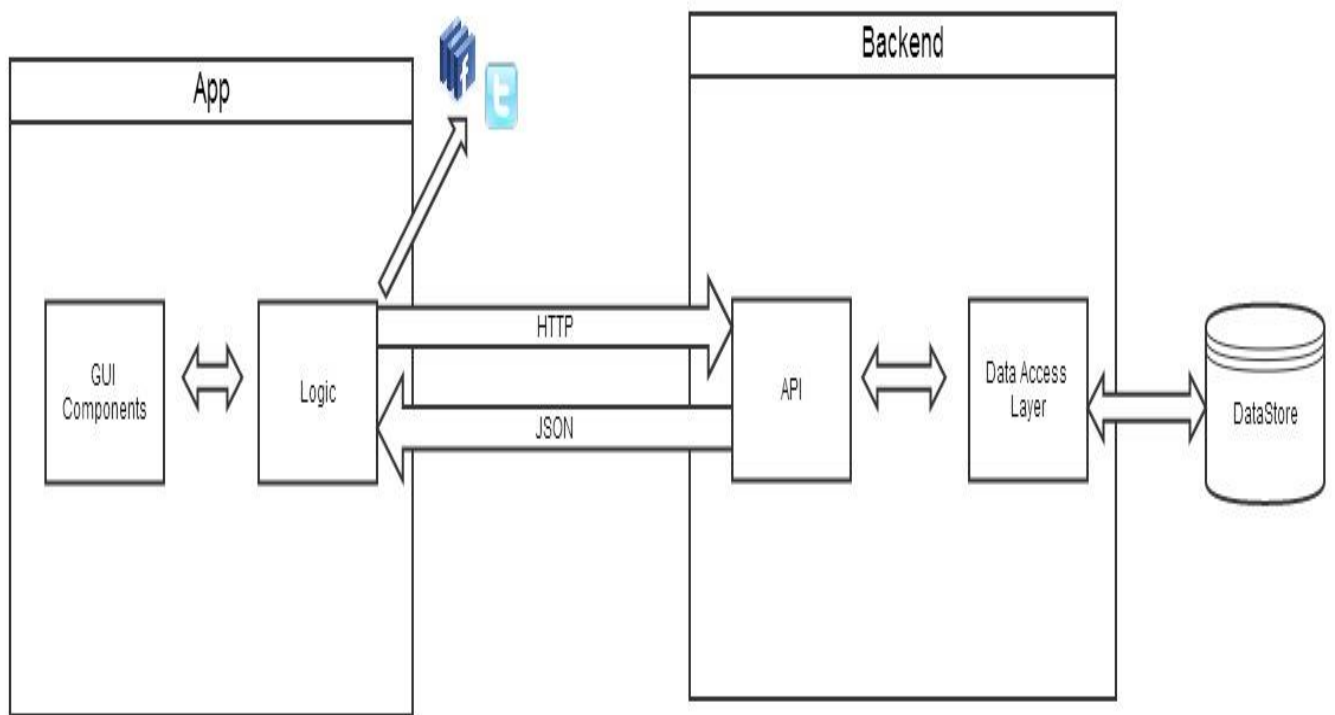 App
Backend
f
t
GUI
Components
Logic
HTTP
JSON
API
Data Access
Layer
DataStore